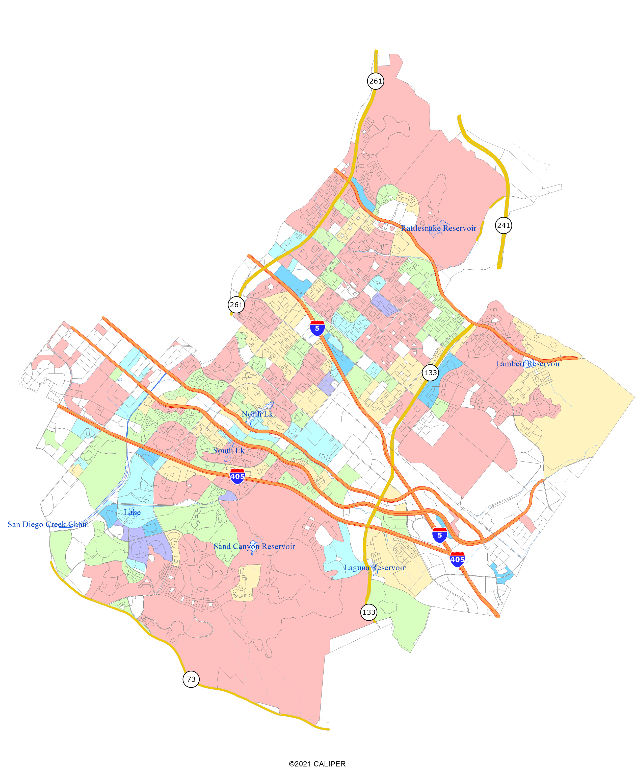 261
241
Rattlesnake Reservoir
261
5
Lambert Reservoir
133
North Lk
South Lk
405
Lake
San Diego Creek Chnn
5
Sand Canyon Reservoir
405
Laguna Reservoir
133
73
©2021 CALIPER